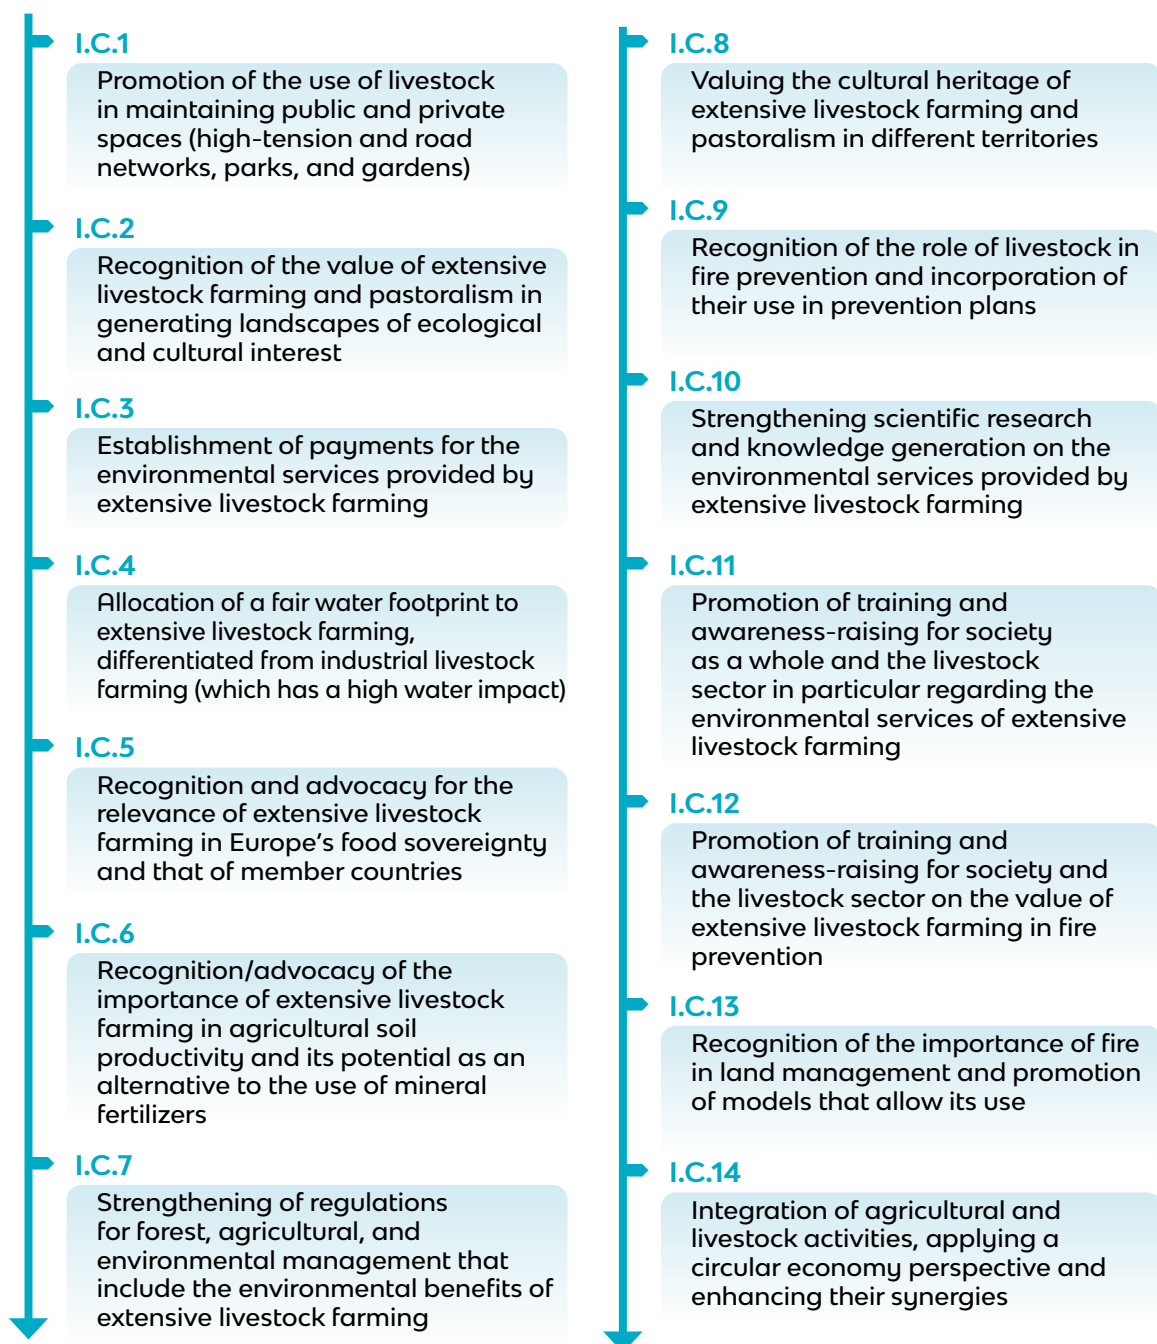 I.C.1
Promotion of the use of livestock
in maintaining public and private
spaces (high-tension and road
networks, parks, and gardens)
I.C.2
Recognition of the value of extensive
livestock farming and pastoralism in
generating landscapes of ecological
and cultural interest
I.C.3
Establishment of payments for the
environmental services provided by
extensive livestock farming
I.C.4
Allocation of a fair water footprint to
extensive livestock farming,
differentiated from industrial livestock
farming (which has a high water impact)
I.C.5
Recognition and advocacy for the
relevance of extensive livestock
farming in Europe's food sovereignty
and that of member countries
I.C.6
Recognition/advocacy of the
importance of extensive livestock
farming in agricultural soil
productivity and its potential as an
alternative to the use of mineral
fertilizers
I.C.7
Strengthening of regulations
for forest, agricultural, and
environmental management that
include the environmental benefits of
extensive livestock farming
I.C.8
Valuing the cultural heritage of
extensive livestock farming and
pastoralism in different territories
I.C.9
Recognition of the role of livestock in
fire prevention and incorporation of
their use in prevention plans
I.C.10
Strengthening scientific research
and knowledge generation on the
environmental services provided by
extensive livestock farming
I.C.11
Promotion of training and
awareness-raising for society
as a whole and the livestock
sector in particular regarding the
environmental services of extensive
livestock farming
I.C.12
Promotion of training and
awareness-raising for society and
the livestock sector on the value of
extensive livestock farming in fire
prevention
I.C.13
Recognition of the importance of fire
in land management and promotion
of models that allow its use
I.C.14
Integration of agricultural and
livestock activities, applying a
circular economy perspective and
enhancing their synergies